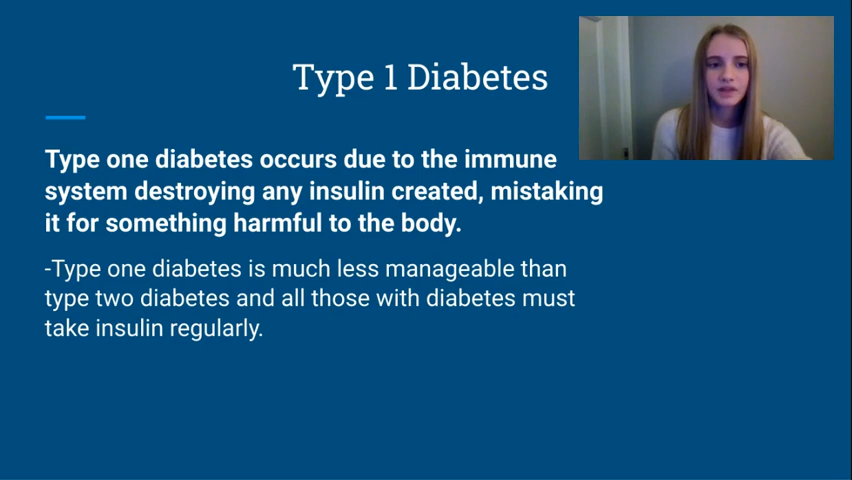 Type 1 Diabetes
Type one diabetes occurs due to the immune
system destroying any insulin created, mistaking
it for something harmful to the body.
-Type one diabetes is much less manageable than
type two diabetes and all those with diabetes must
take insulin regularly.